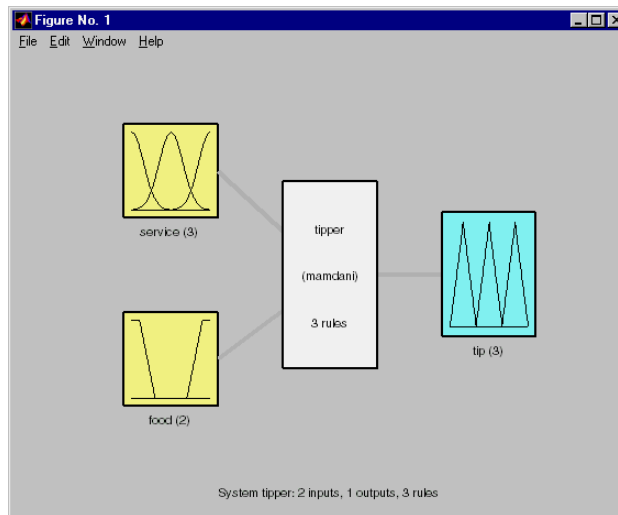 Figure No. 1
File Edit Window Help
service (3)
food (2)
tipper
(mamdani)
3 rules
tip (3)
System tipper: 2 inputs, 1 outputs, 3 rules